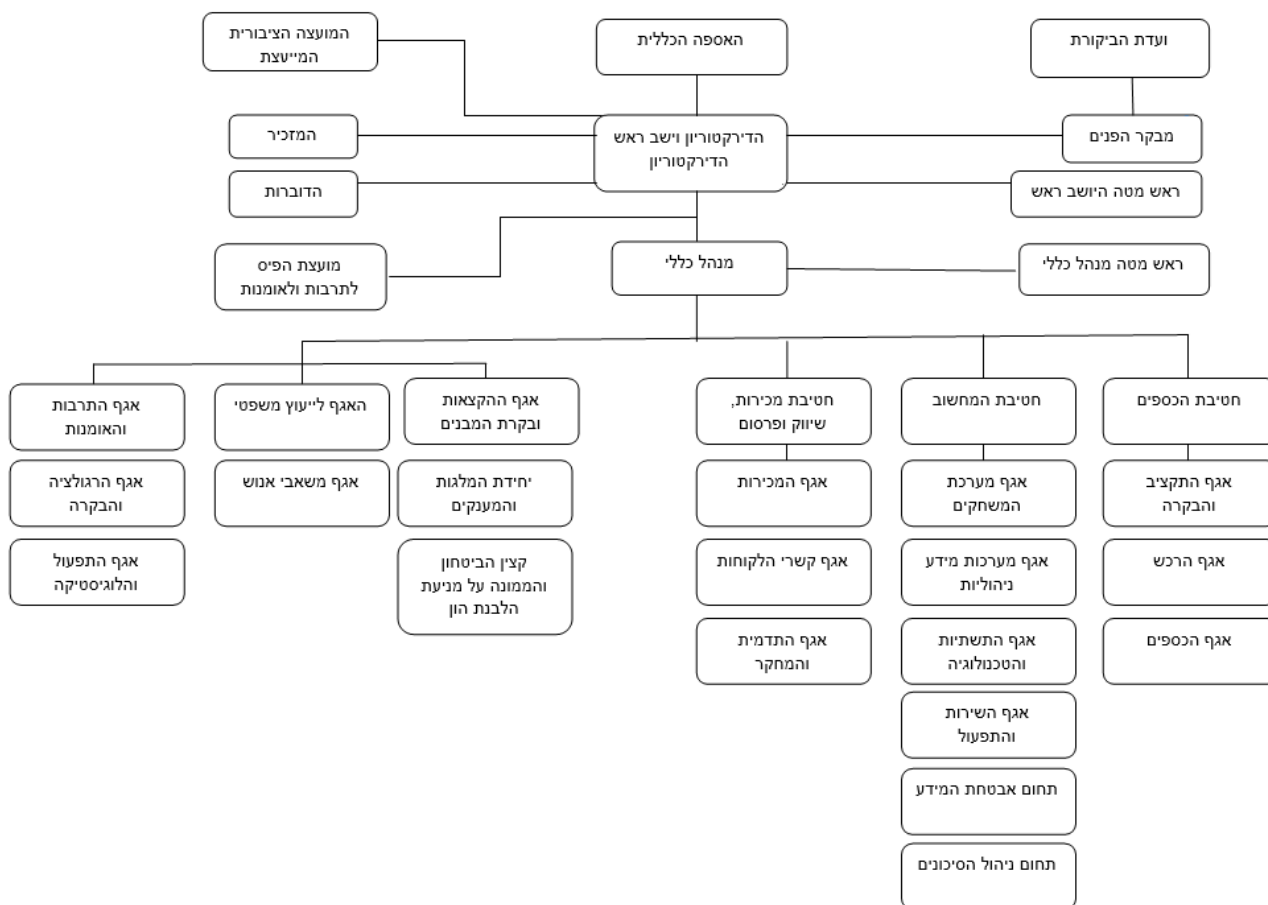 ועדת הביקורת
האספה הכללית
המועצה הציבורית
המייעצת
מבקר הפנים
הדירקטוריון וישב ראש
הדירקטוריון
המזכיר
ראש מטה היושב ראש
הדוברות
ראש מטה מנהל כללי
מנהל כללי
מועצת הפיס
לתרבות ולאומנות
חטיבת הכספים
חטיבת המחשוב
חטיבת מכירות,
שיווק ופרסום
אגף ההקצאות
ובקרת המבנים
האגף לייעוץ משפטי
אגף התרבות
והאומנות
אגף התקציב
והבקרה
אגף מערכת
המשחקים
אגף המכירות
יחידת המלגות
והמענקים
אגף משאבי אנוש
אגף הרגולציה
והבקרה
אגף הרכש
אגף מערכות מידע
ניהוליות
אגף קשרי הלקוחות
קצין הביטחון
והממונה על מניעת
הלבנת הון
אגף התפעול
והלוגיסטיקה
אגף הכספים
אגף התשתיות
והטכנולוגיה
אגף התדמית
והמחקר
אגף השירות
והתפעול
תחום אבטחת המידע
תחום ניהול הסיכונים